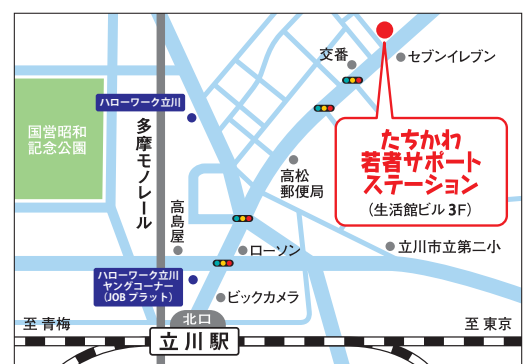 交番
セブンイレブン
ハローワーク立川
国営昭和
記念公園
多摩モノレール
たちかわ
若者サポート
ステーション
(生活館ビル3F)
高松
郵便局
高島屋
ローソン
立川市立第二小
ハローワーク立川
ヤングコーナー
(JOBプラット)
ビックカメラ
至 青梅
北口
至 東京
立川駅